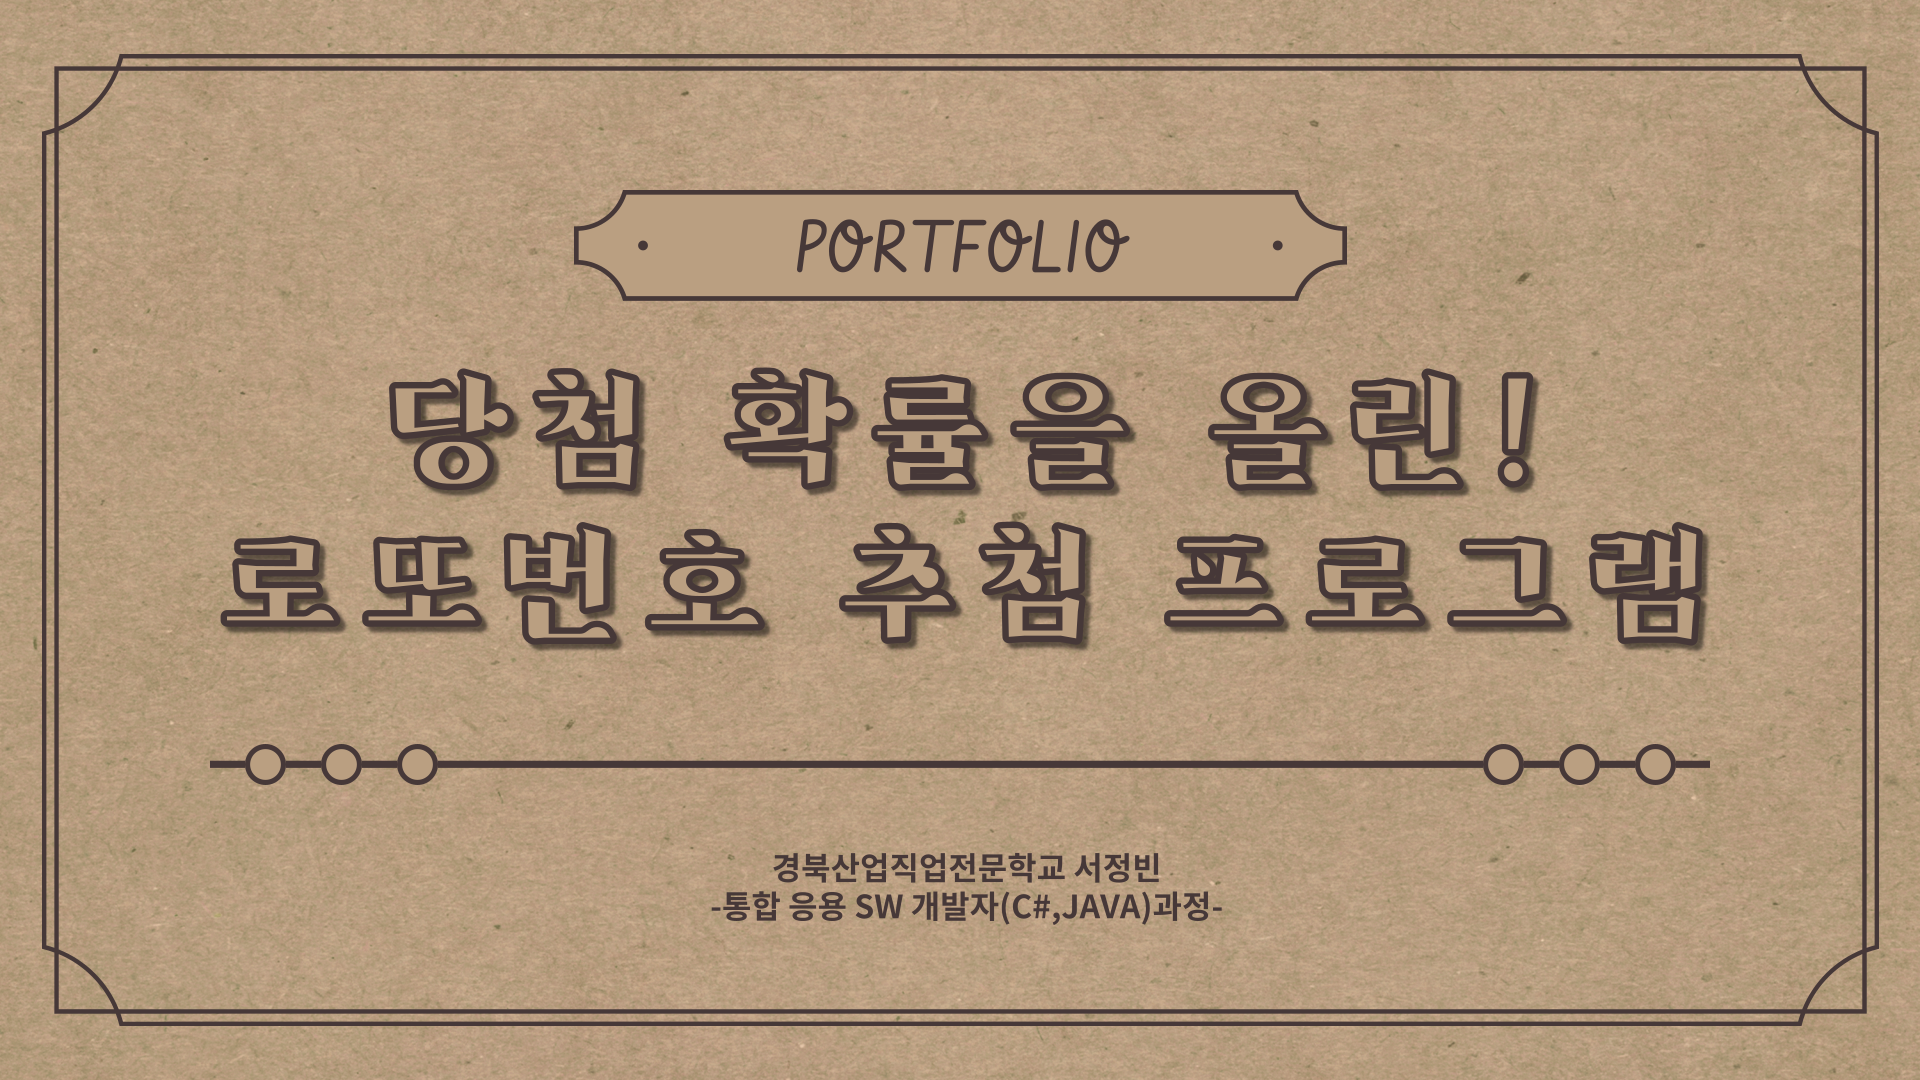 PORTFOLIO
당첨 확률을 올린!
로또번호 추첨 프로그램
경북산업직업전문학교 서정빈
-통합 응용 SW 개발자(C#,JAVA)과정-